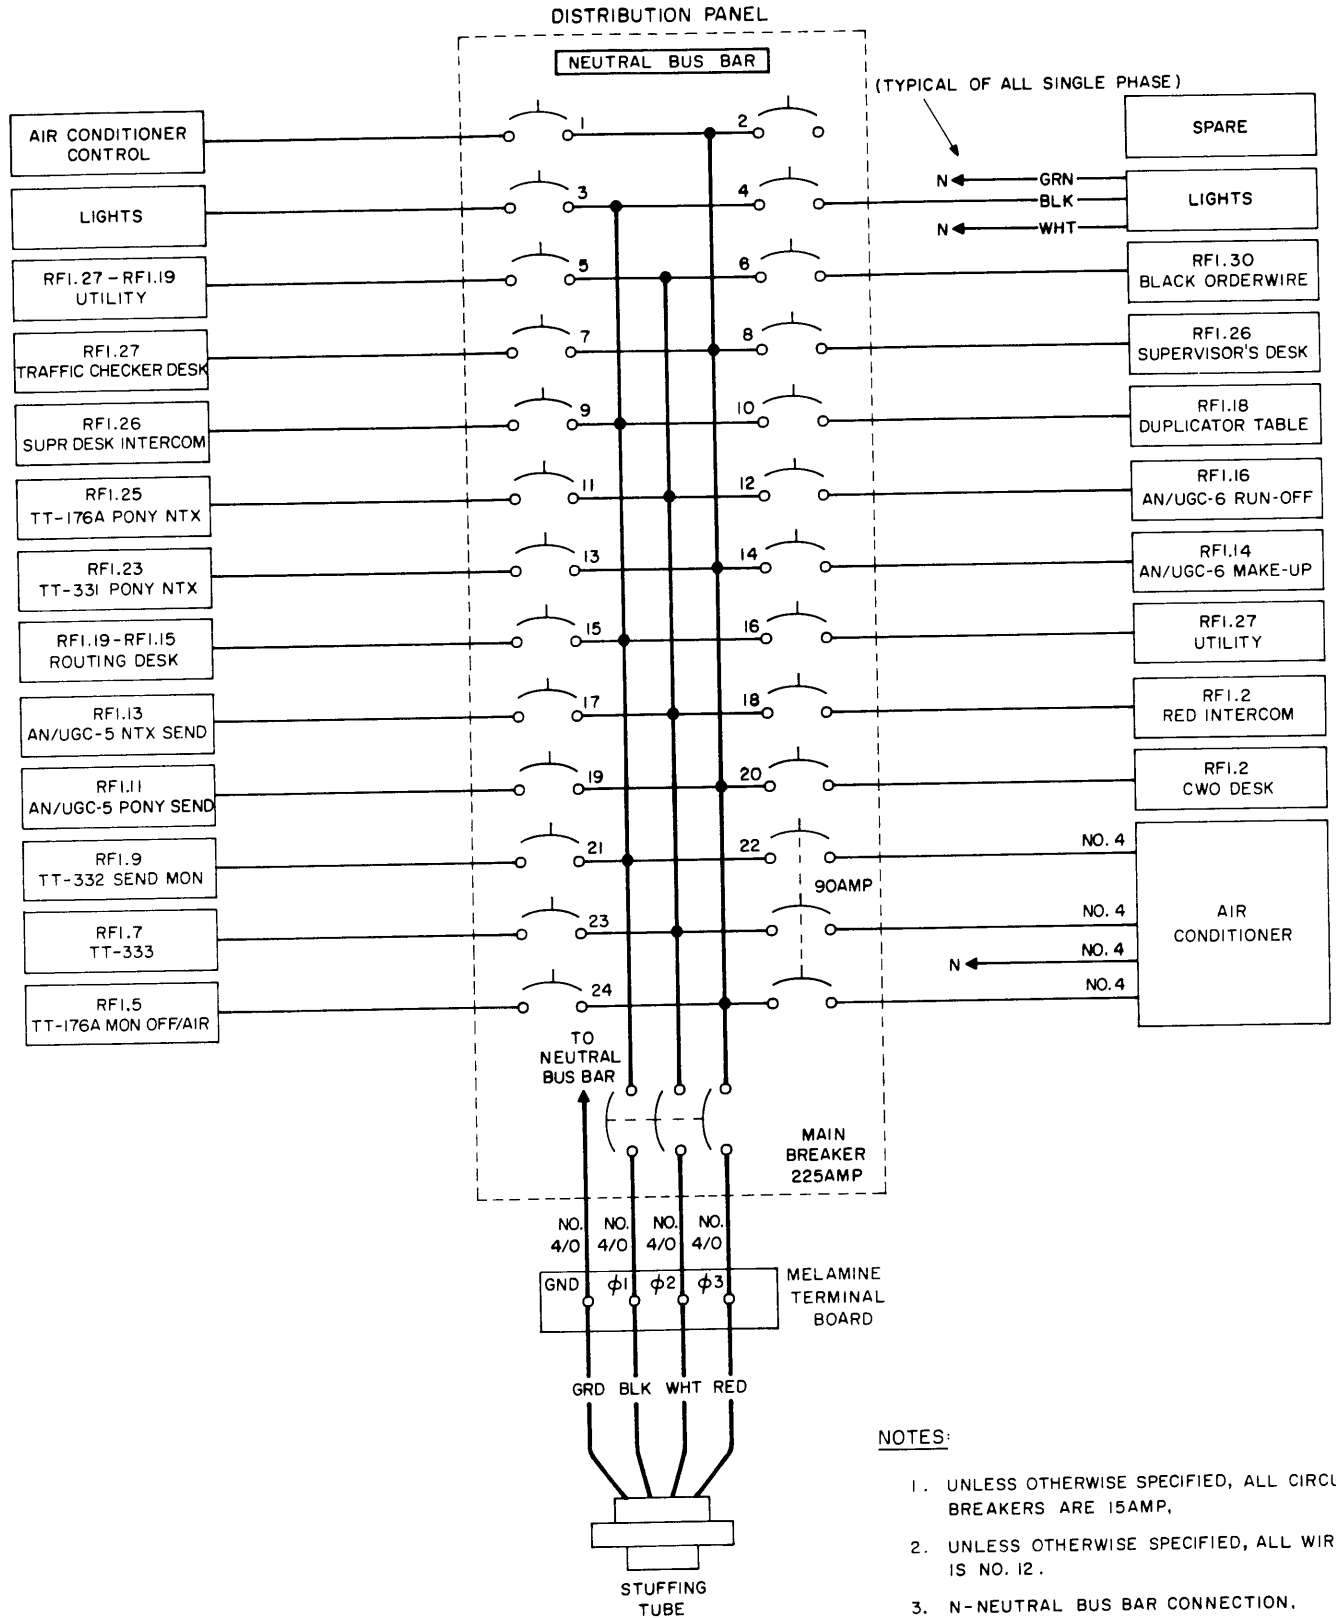 DISTRIBUTION PANEL
NEUTRAL BUS BAR
(TYPICAL OF ALL SINGLE PHASE)
AIR CONDITIONER
CONTROL
1
2
SPARE
LIGHTS
3
4
N
GRN
BLK
N
WHT
LIGHTS
RF1.27-RF1.19
UTILITY
5
6
RF1.30
BLACK ORDERWIRE
RF1.27
TRAFFIC CHECKER DESK
7
8
RF1.26
SUPERVISOR'S DESK
RF1.26
SUPR DESK INTERCOM
9
10
RF1.18
DUPLICATOR TABLE
RF1.25
TT-176A PONY NTX
11
12
RF1.16
AN/UGC-6 RUN-OFF
RF1.23
TT-331 PONY NTX
13
14
RF1.14
AN/UGC-6 MAKE-UP
RF1.19-RF1.15
ROUTING DESK
15
16
RF1.27
UTILITY
RF1.13
AN/UGC-5 NTX SEND
17
18
RF1.2
RED INTERCOM
RF1.11
AN/UGC-5 PONY SEND
19
20
RF1.2
CWO DESK
RF1.9
TT-332 SEND MON
21
22
NO. 4
90AMP
RF1.7
TT-333
23
NO. 4
AIR
CONDITIONER
N
NO. 4
NO. 4
RF1.5
TT-176A MON OFF/AIR
24
TO
NEUTRAL
BUS BAR
MAIN
BREAKER
225AMP
NO. NO. NO. NO.
4/0 4/0 4/0 4/0
GND ϕ1 ϕ2 ϕ3
MELAMINE
TERMINAL
BOARD
GRD BLK WHT RED
STUFFING
TUBE
NOTES:
1. UNLESS OTHERWISE SPECIFIED, ALL CIRCU
BREAKERS ARE 15AMP.
2. UNLESS OTHERWISE SPECIFIED, ALL WIR
IS NO. 12.
3. N-NEUTRAL BUS BAR CONNECTION.